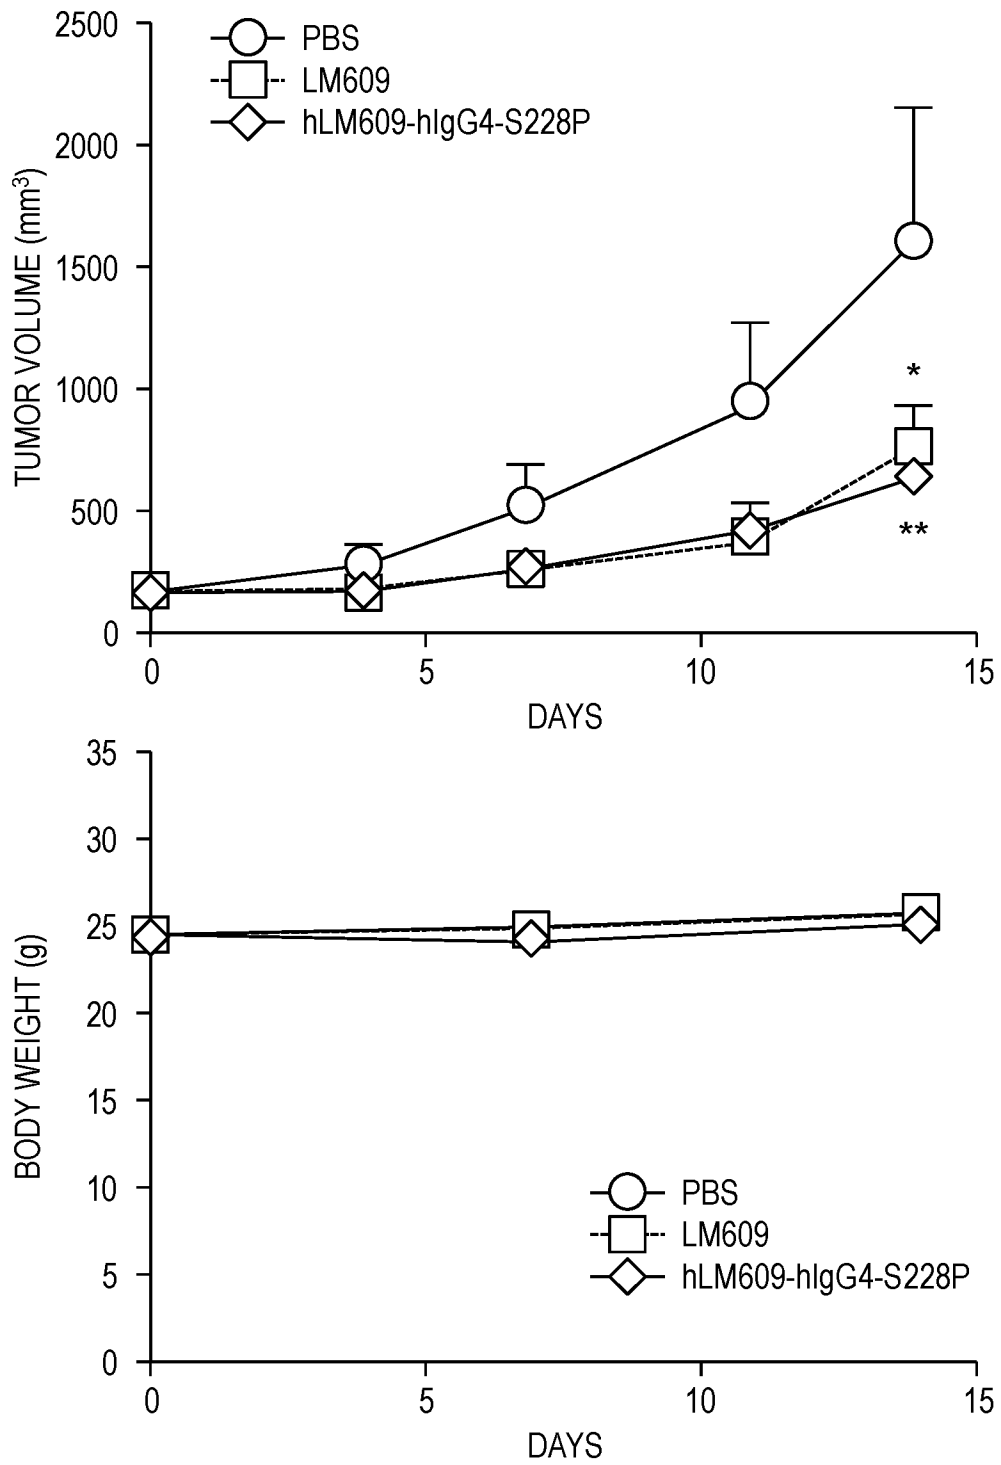 2500
2000
1500
1000
500
0
TUMOR VOLUME (mm³)
PBS
LM609
hLM609-hIgG4-S228P
*
**
0 5 10 15
DAYS
35
30
25
20
15
10
5
0
BODY WEIGHT (g)
PBS
LM609
hLM609-hIgG4-S228P
0 5 10 15
DAYS